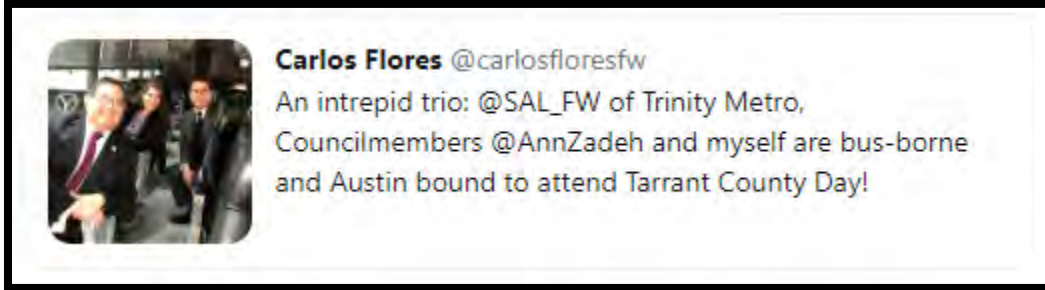 Carlos Flores @carlosfloresfw
An intrepid trio: @SAL_FW of Trinity Metro,
Councilmembers @AnnZadeh and myself are bus-borne
and Austin bound to attend Tarrant County Day!